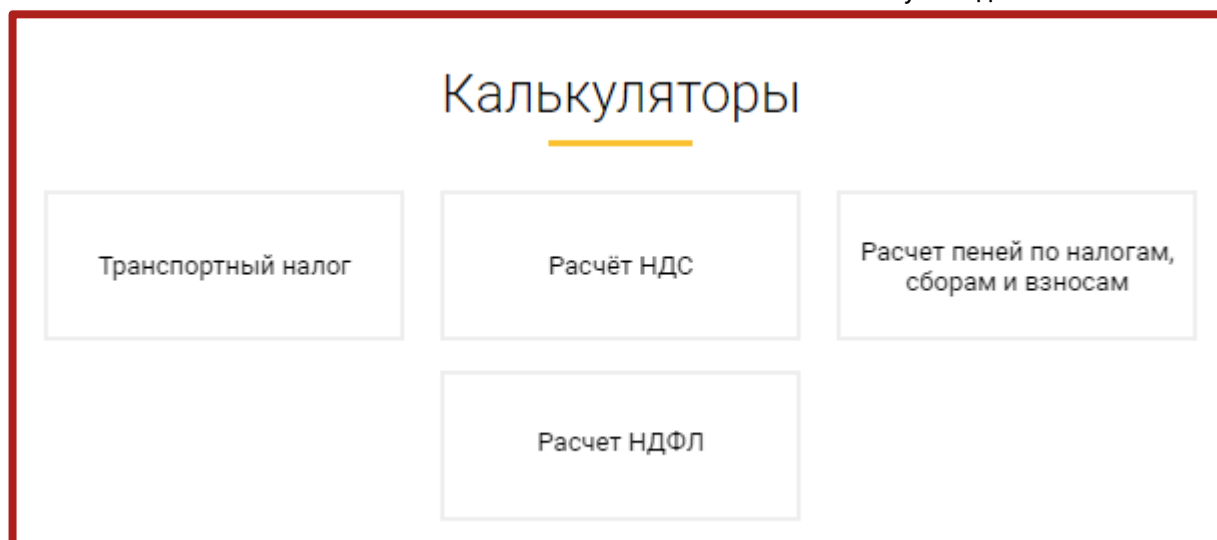 Калькуляторы
Транспортный налог
Расчёт НДС
Расчет пеней по налогам,
сборам и взносам
Расчет НДФЛ